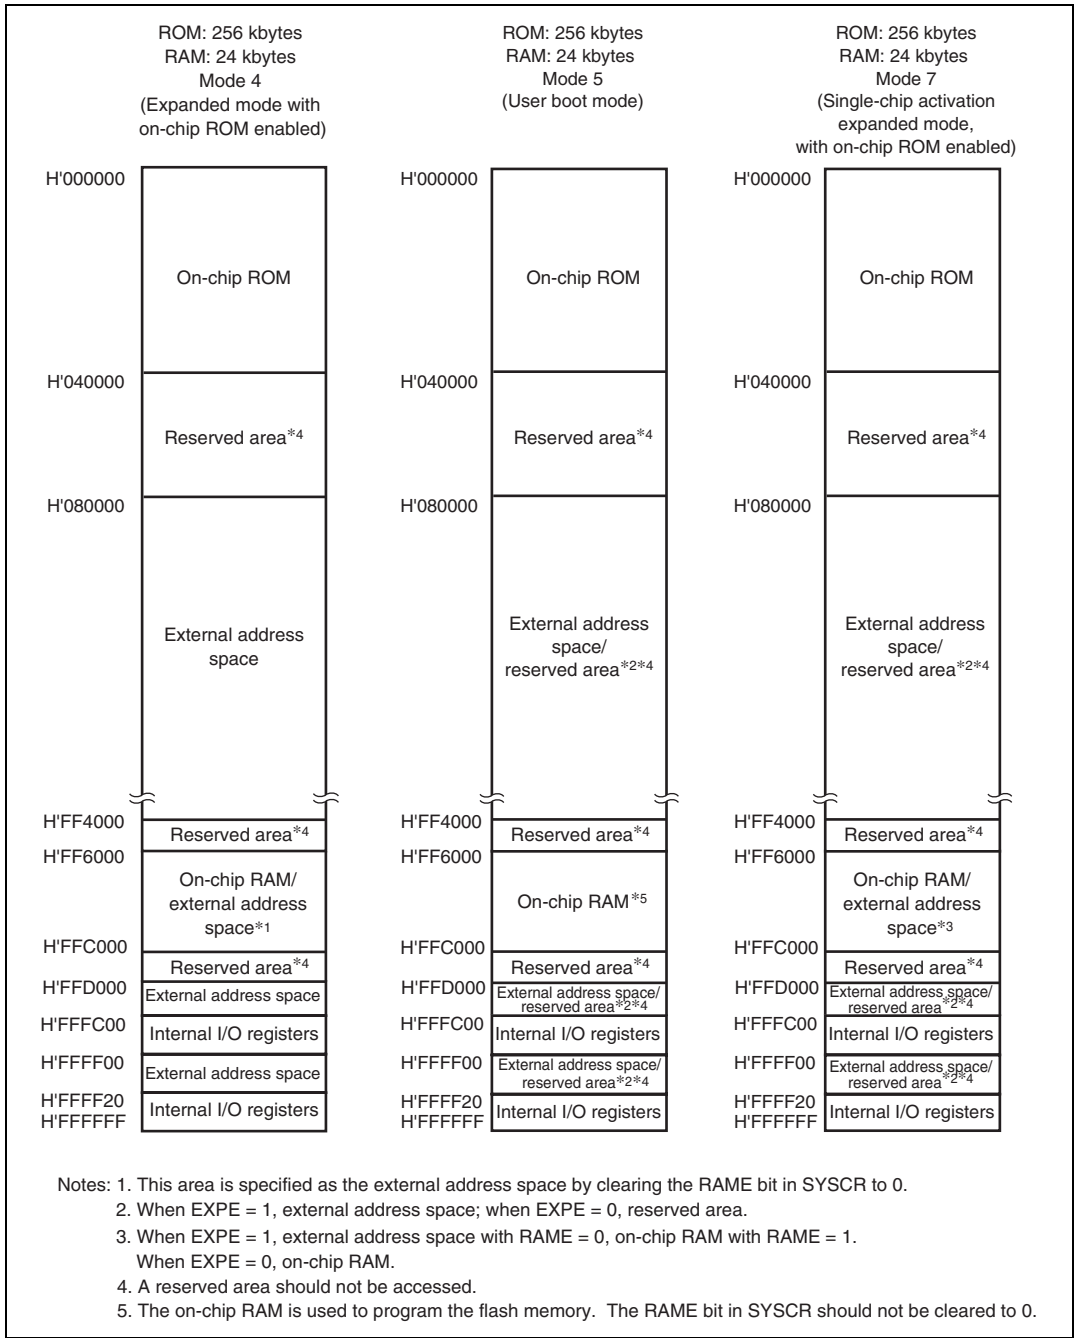 ROM: 256 kbytes
RAM: 24 kbytes
Mode 4
(Expanded mode with
on-chip ROM enabled)
H'000000
On-chip ROM
H'040000
Reserved area*4
H'080000
External address
space
H'FF4000
Reserved area*4
H'FF6000
On-chip RAM/
external address
space*1
H'FFC000
Reserved area*4
H'FFD000
External address space
H'FFFC00
Internal I/O registers
H'FFFF00
External address space
H'FFFF20
Internal I/O registers
H'FFFFFF
ROM: 256 kbytes
RAM: 24 kbytes
Mode 5
(User boot mode)
H'000000
On-chip ROM
H'040000
Reserved area*4
H'080000
External address
space/
reserved area*2*4
H'FF4000
Reserved area*4
H'FF6000
On-chip RAM*5
H'FFC000
Reserved area*4
H'FFD000
External address space/
reserved area*2*4
H'FFFC00
Internal I/O registers
H'FFFF00
External address space/
reserved area*2*4
H'FFFF20
Internal I/O registers
H'FFFFFF
ROM: 256 kbytes
RAM: 24 kbytes
Mode 7
(Single-chip activation
expanded mode,
with on-chip ROM enabled)
H'000000
On-chip ROM
H'040000
Reserved area*4
H'080000
External address
space/
reserved area*2*4
H'FF4000
Reserved area*4
H'FF6000
On-chip RAM/
external address
space*3
H'FFC000
Reserved area*4
H'FFD000
External address space/
reserved area*2*4
H'FFFC00
Internal I/O registers
H'FFFF00
External address space/
reserved area*2*4
H'FFFF20
Internal I/O registers
H'FFFFFF
Notes: 1. This area is specified as the external address space by clearing the RAME bit in SYSCR to 0.
2. When EXPE = 1, external address space; when EXPE = 0, reserved area.
3. When EXPE = 1, external address space with RAME = 0, on-chip RAM with RAME = 1.
When EXPE = 0, on-chip RAM.
4. A reserved area should not be accessed.
5. The on-chip RAM is used to program the flash memory. The RAME bit in SYSCR should not be cleared to 0.